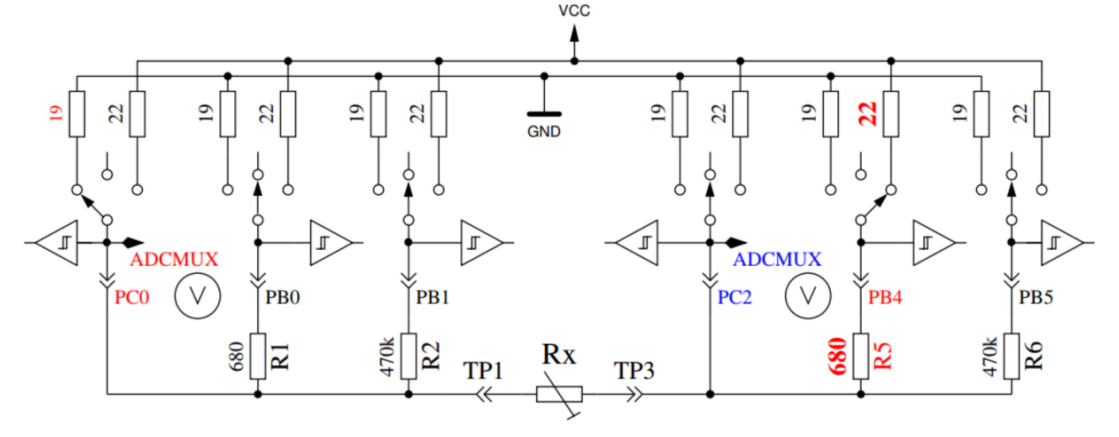 VCC
19
22
19
22
19
22
GND
19
22
19
22
19
22
ADCMUX
PC0
V
PB0
PB1
ADCMUX
PC2
V
PB4
PB5
680
R1
470k
R2
TP1
Rx
TP3
680
R5
470k
R6